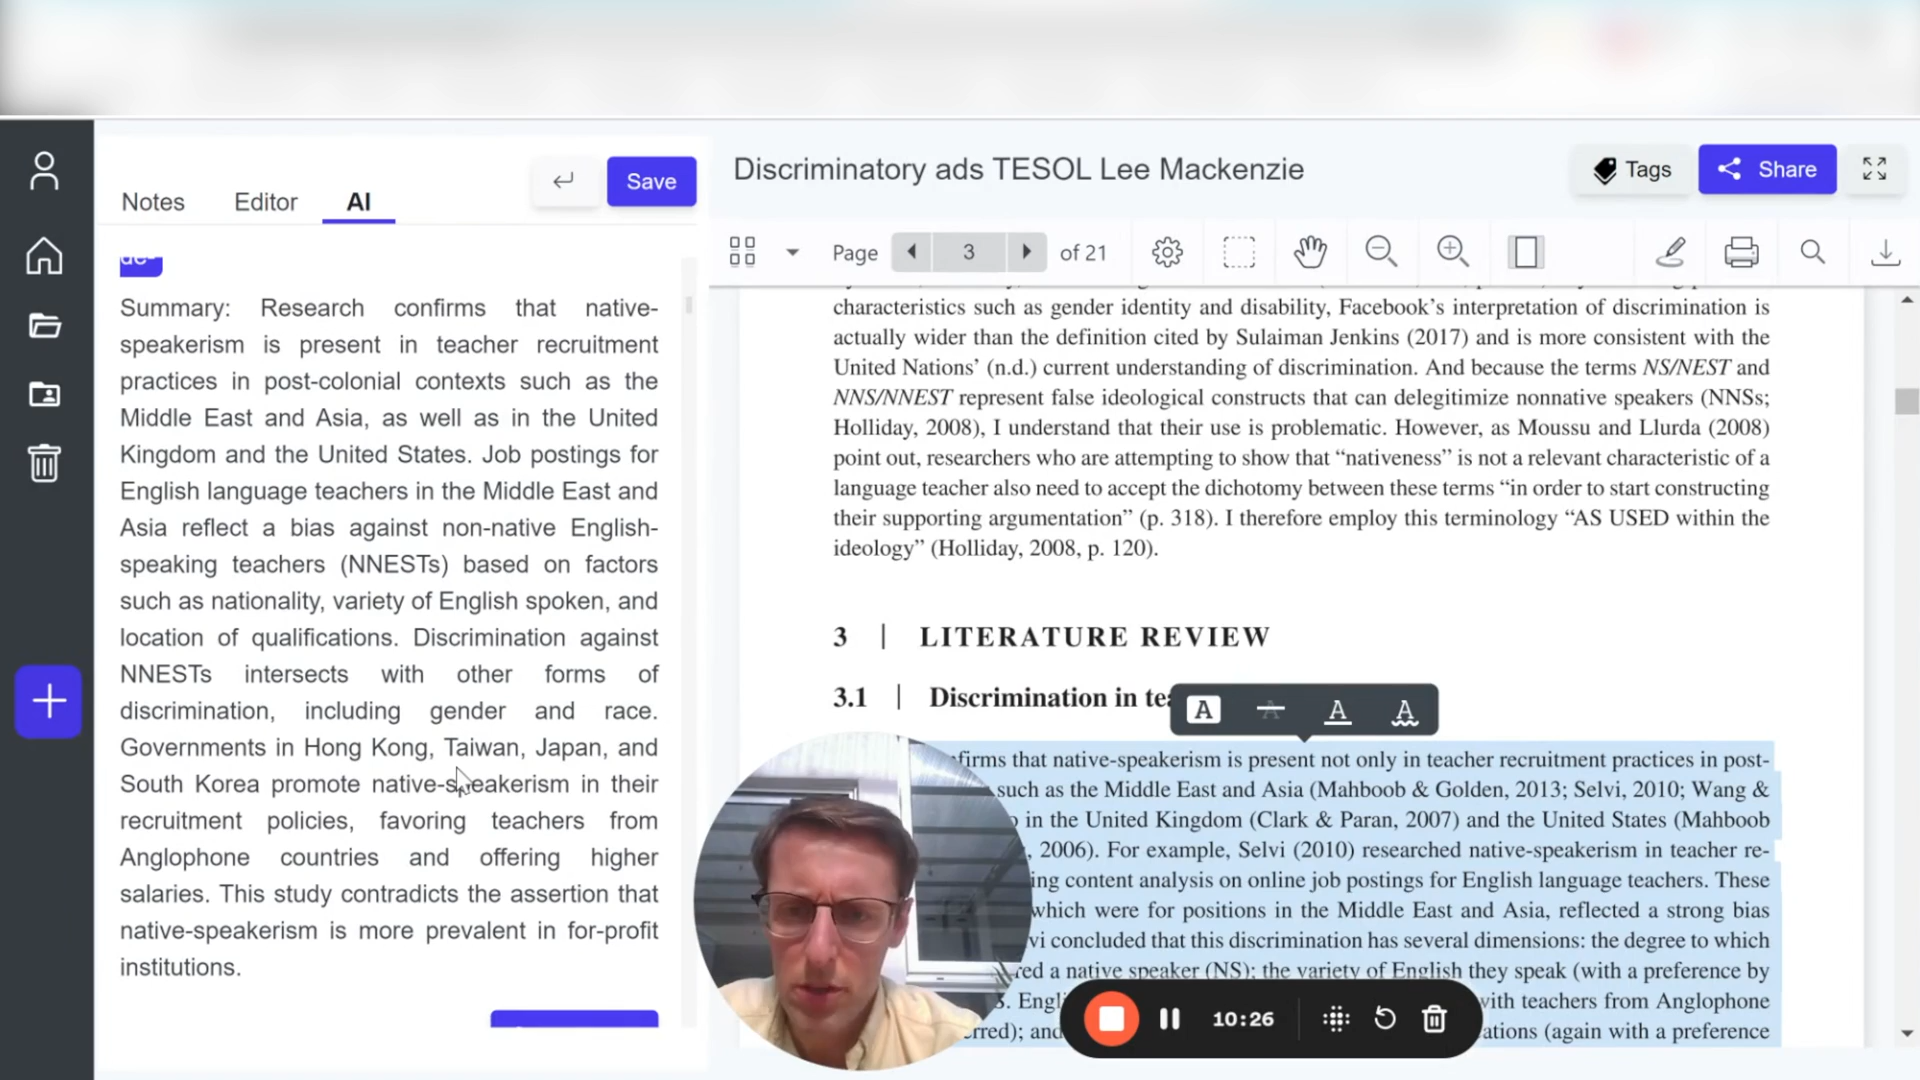 Notes
Editor
AI
Save
de-
Summary: Research confirms that native-
speakerism is present in teacher recruitment
practices in post-colonial contexts such as the
Middle East and Asia, as well as in the United
Kingdom and the United States. Job postings for
English language teachers in the Middle East and
Asia reflect a bias against non-native English-
speaking teachers (NNESTs) based on factors
such as nationality, variety of English spoken, and
location of qualifications. Discrimination against
NNESTs intersects with other forms of
discrimination, including gender and race.
Governments in Hong Kong, Taiwan, Japan, and
South Korea promote native-speakerism in their
recruitment policies, favoring teachers from
Anglophone countries and offering higher
salaries. This study contradicts the assertion that
native-speakerism is more prevalent in for-profit
institutions.
Discriminatory ads TESOL Lee Mackenzie
Tags
Share
Page 3 of 21
characteristics such as gender identity and disability, Facebook's interpretation of discrimination is
actually wider than the definition cited by Sulaiman Jenkins (2017) and is more consistent with the
United Nations' (n.d.) current understanding of discrimination. And because the terms NS/NEST and
NNS/NNEST represent false ideological constructs that can delegitimize nonnative speakers (NNSs;
Holliday, 2008), I understand that their use is problematic. However, as Moussu and Llurda (2008)
point out, researchers who are attempting to show that “nativeness” is not a relevant characteristic of a
language teacher also need to accept the dichotomy between these terms “in order to start constructing
their supporting argumentation” (p. 318). I therefore employ this terminology “AS USED within the
ideology” (Holliday, 2008, p. 120).
3 | LITERATURE REVIEW
3.1 | Discrimination in tea
A A A A
firms that native-speakerism is present not only in teacher recruitment practices in post-
such as the Middle East and Asia (Mahboob & Golden, 2013; Selvi, 2010; Wang &
in the United Kingdom (Clark & Paran, 2007) and the United States (Mahboob
, 2006). For example, Selvi (2010) researched native-speakerism in teacher re-
ing content analysis on online job postings for English language teachers. These
which were for positions in the Middle East and Asia, reflected a strong bias
vi concluded that this discrimination has several dimensions: the degree to which
red a native speaker (NS); the variety of English they speak (with a preference by
s. Engl with teachers from Anglophone
rred); and ations (again with a preference
10:26